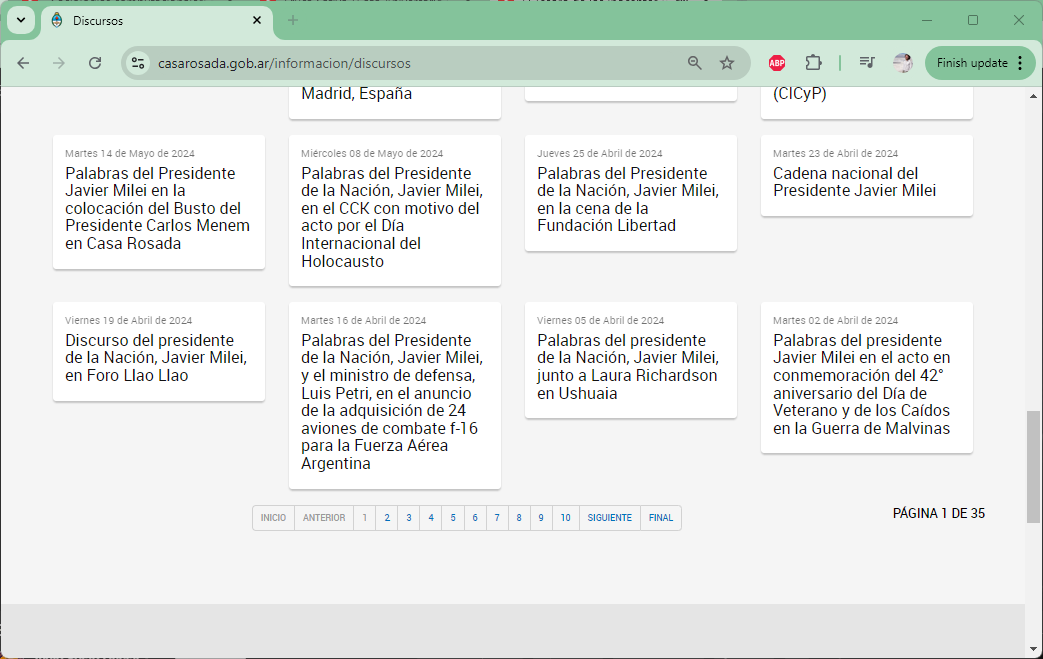 Discursos
casarosada.gob.ar/informacion/discursos
ABP
Finish update
Madrid, España
(CICyP)
Martes 14 de Mayo de 2024
Palabras del Presidente
Javier Milei en la
colocación del Busto del
Presidente Carlos Menem
en Casa Rosada
Miércoles 08 de Mayo de 2024
Palabras del Presidente
de la Nación, Javier Milei,
en el CCK con motivo del
acto por el Día
Internacional del
Holocausto
Jueves 25 de Abril de 2024
Palabras del Presidente
de la Nación, Javier Milei,
en la cena de la
Fundación Libertad
Martes 23 de Abril de 2024
Cadena nacional del
Presidente Javier Milei
Viernes 19 de Abril de 2024
Discurso del presidente
de la Nación, Javier Milei,
en Foro Llao Llao
Martes 16 de Abril de 2024
Palabras del Presidente
de la Nación, Javier Milei,
y el ministro de defensa,
Luis Petri, en el anuncio
de la adquisición de 24
aviones de combate f-16
para la Fuerza Aérea
Argentina
Viernes 05 de Abril de 2024
Palabras del presidente
de la Nación, Javier Milei,
junto a Laura Richardson
en Ushuaia
Martes 02 de Abril de 2024
Palabras del presidente
Javier Milei en el acto en
conmemoración del 42°
aniversario del Día de
Veterano y de los Caídos
en la Guerra de Malvinas
INICIO ANTERIOR 1 2 3 4 5 6 7 8 9 10 SIGUIENTE FINAL
PÁGINA 1 DE 35